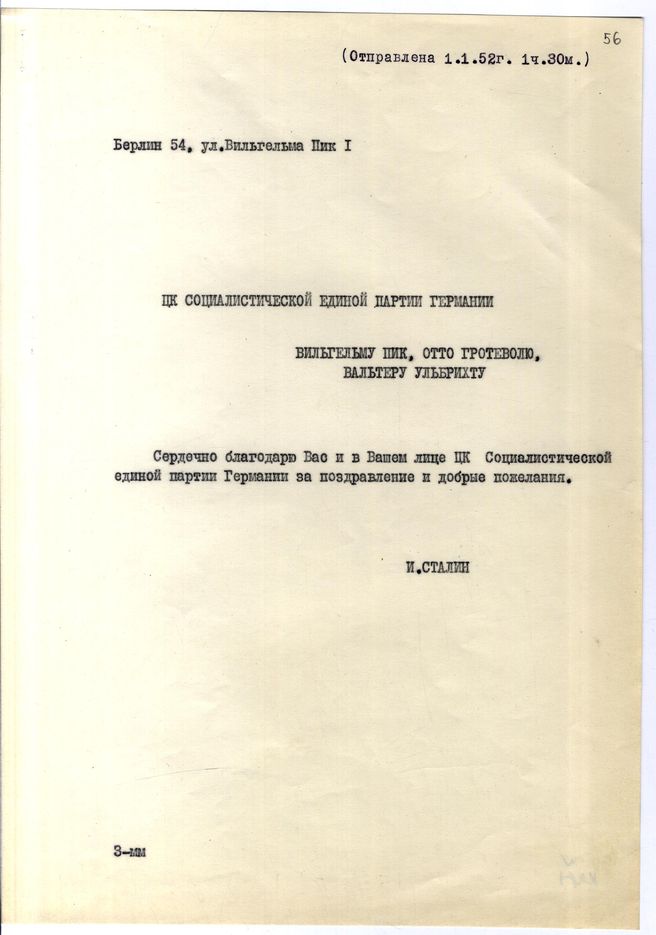 56
(Отправлена 1.1.52г. 1ч.30м.)
Берлин 54, ул.Вильгельма Пик I
ЦК СОЦИАЛИСТИЧЕСКОЙ ЕДИНОЙ ПАРТИИ ГЕРМАНИИ
ВИЛЬГЕЛЬМУ ПИК, ОТТО ГРОТЕВОЛЮ,
ВАЛЬТЕРУ УЛЬБРИХТУ
Сердечно благодарю Вас и в Вашем лице ЦК Социалистической
единой партии Германии за поздравление и добрые пожелания.
И.СТАЛИН
3-мм